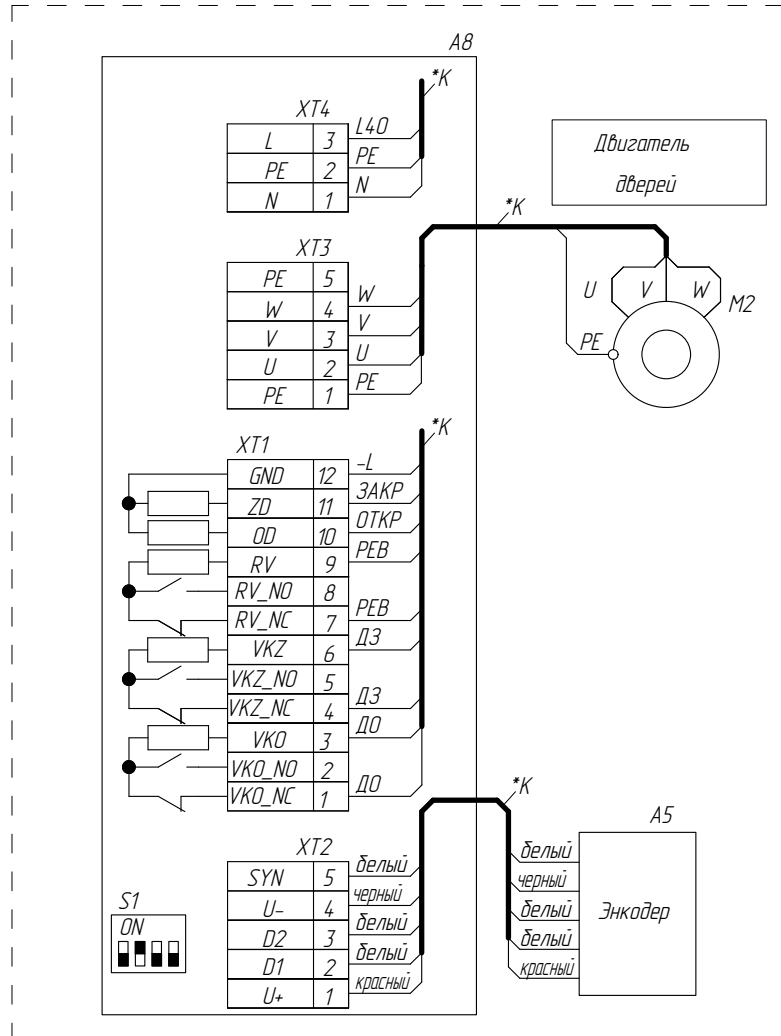 A8
*K
XT4
L 3 L40
PE 2 PE
N 1 N
Двигатель
дверей
*K
XT3
PE 5
W 4 W
V 3 V
U 2 U
PE 1 PE
U V W M2
PE
*K
XT1
GND 12 -L
ZD 11 ЗАКР
OD 10 ОТКР
RV 9 РЕВ
RV_NO 8
RV_NC 7 РЕВ
VKZ 6 ДЗ
VKZ_NO 5
VKZ_NC 4 ДЗ
VKO 3 ДО
VKO_NO 2
VKO_NC 1 ДО
*K
A5
XT2
SYN 5 белый
U- 4 черный
D2 3 белый
D1 2 белый
U+ 1 красный
белый
черный
белый
белый
красный
Энкодер
S1
ON